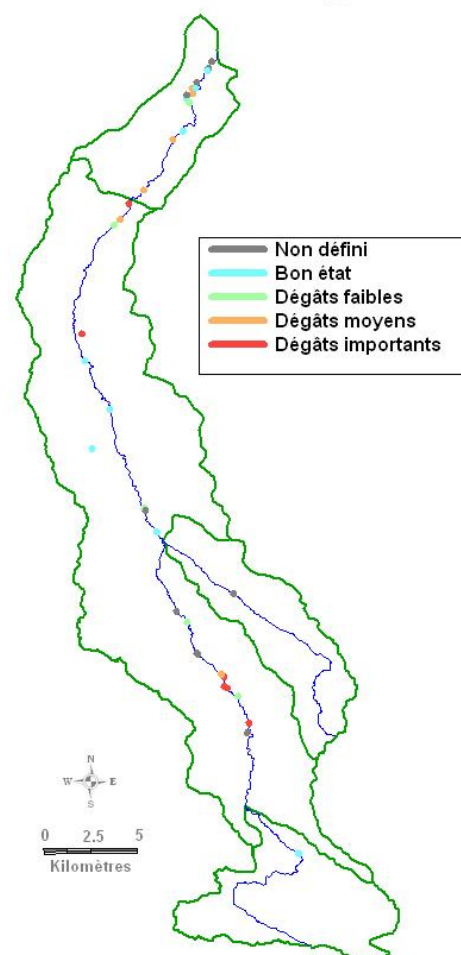 Non défini
Bon état
Dégâts faibles
Dégâts moyens
Dégâts importants
N
W E
S
0 2.5 5
Kilomètres